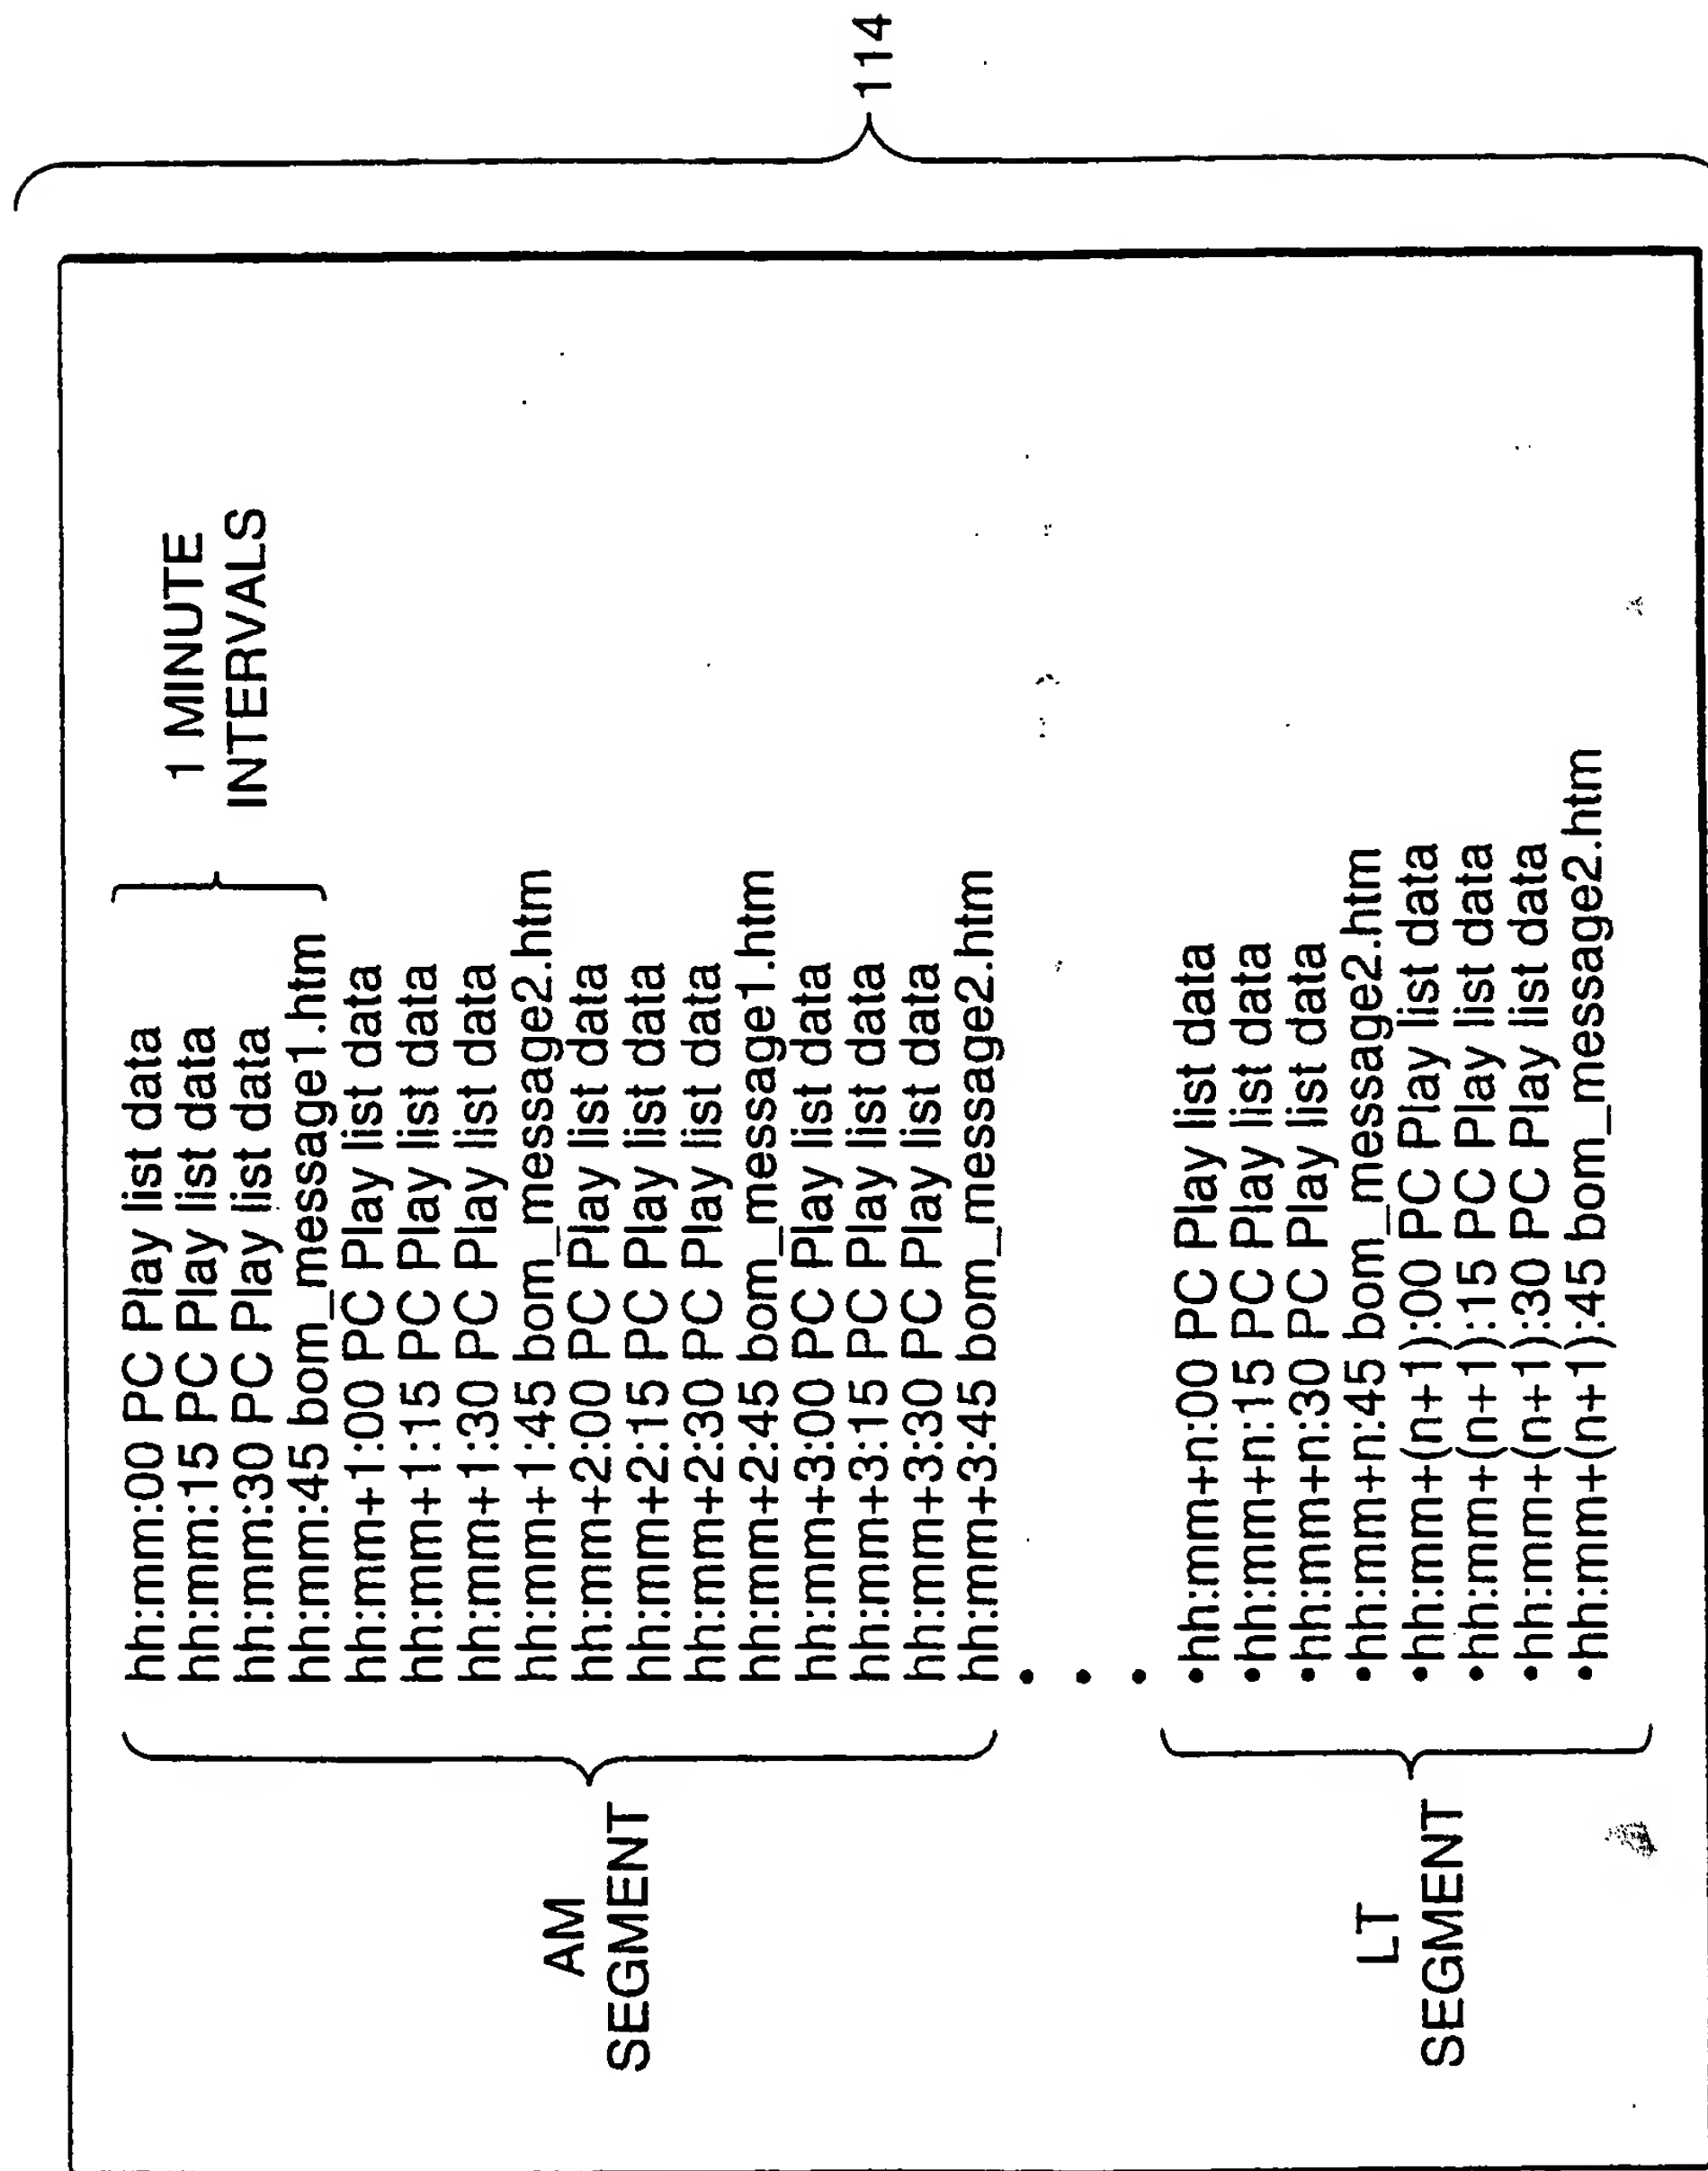 AM
SEGMENT
hh:mm:00 PC Play list data
hh:mm:15 PC Play list data
hh:mm:30 PC Play list data
hh:mm:45 bom_message1.htm
1 MINUTE
INTERVALS
hh:mm+1:00 PC Play list data
hh:mm+1:15 PC Play list data
hh:mm+1:30 PC Play list data
hh:mm+1:45 bom_message2.htm
hh:mm+2:00 PC Play list data
hh:mm+2:15 PC Play list data
hh:mm+2:30 PC Play list data
hh:mm+2:45 bom_message1.htm
hh:mm+3:00 PC Play list data
hh:mm+3:15 PC Play list data
hh:mm+3:30 PC Play list data
hh:mm+3:45 bom_message2.htm
•
•
•
LT
SEGMENT
•hh:mm+n:00 PC Play list data
•hh:mm+n:15 PC Play list data
•hh:mm+n:30 PC Play list data
•hh:mm+n:45 bom_message2.htm
•hh:mm+(n+1):00 PC Play list data
•hh:mm+(n+1):15 PC Play list data
•hh:mm+(n+1):30 PC Play list data
•hh:mm+(n+1):45 bom_message2.htm
114